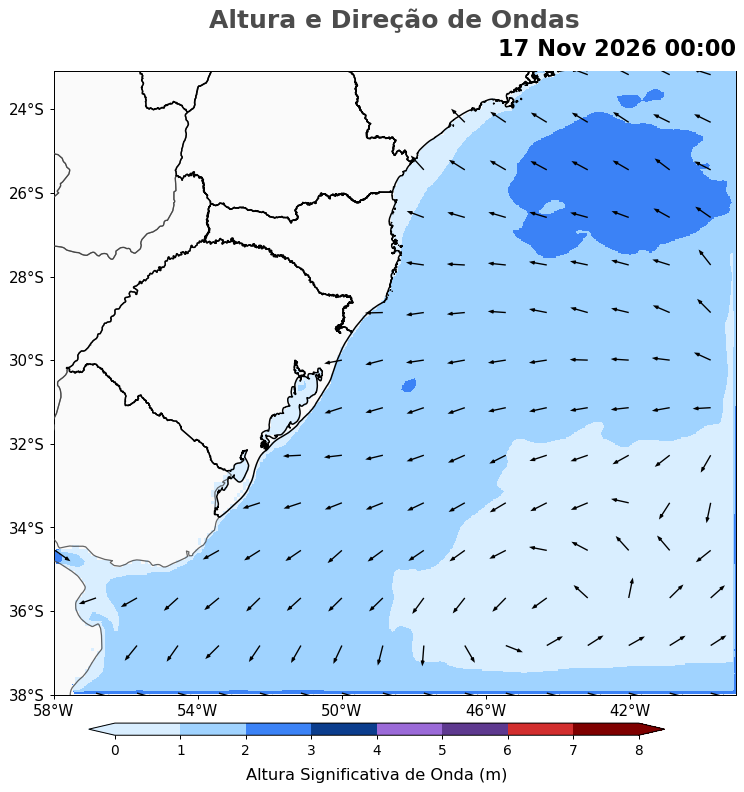 Altura e Direção de Ondas
17 Nov 2026 00:00
24°S
26°S
28°S
30°S
32°S
34°S
36°S
38°S
58°W 54°W 50°W 46°W 42°W
0 1 2 3 4 5 6 7 8
Altura Significativa de Onda (m)